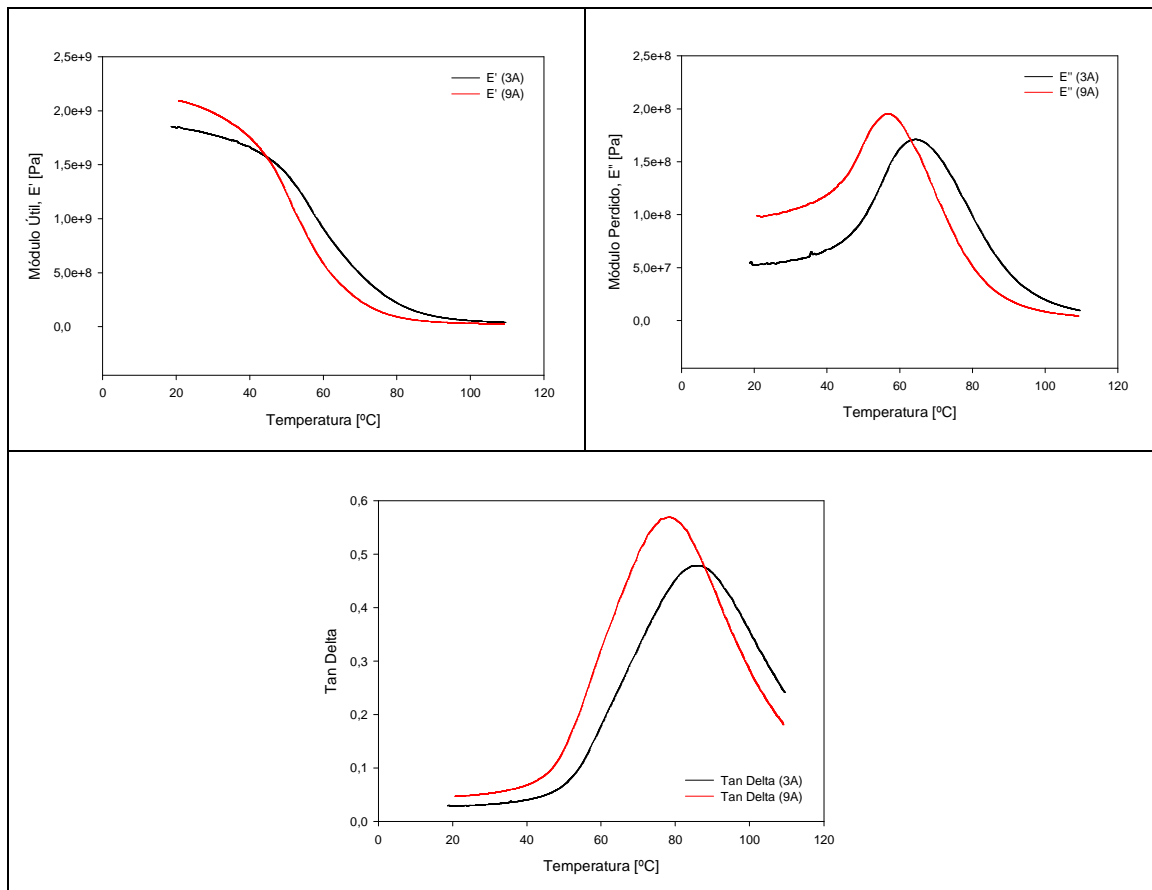 2,5e+9
2,0e+9
1,5e+9
1,0e+9
5,0e+8
0,0
Módulo Útil, E' [Pa]
E' (3A)
E' (9A)
0 20 40 60 80 100 120
Temperatura [ºC]
2,5e+8
2,0e+8
1,5e+8
1,0e+8
5,0e+7
0,0
Módulo Perdido, E" [Pa]
E" (3A)
E" (9A)
0 20 40 60 80 100 120
Temperatura [ºC]
0,6
0,5
0,4
0,3
0,2
0,1
0,0
Tan Delta
Tan Delta (3A)
Tan Delta (9A)
0 20 40 60 80 100 120
Temperatura [ºC]